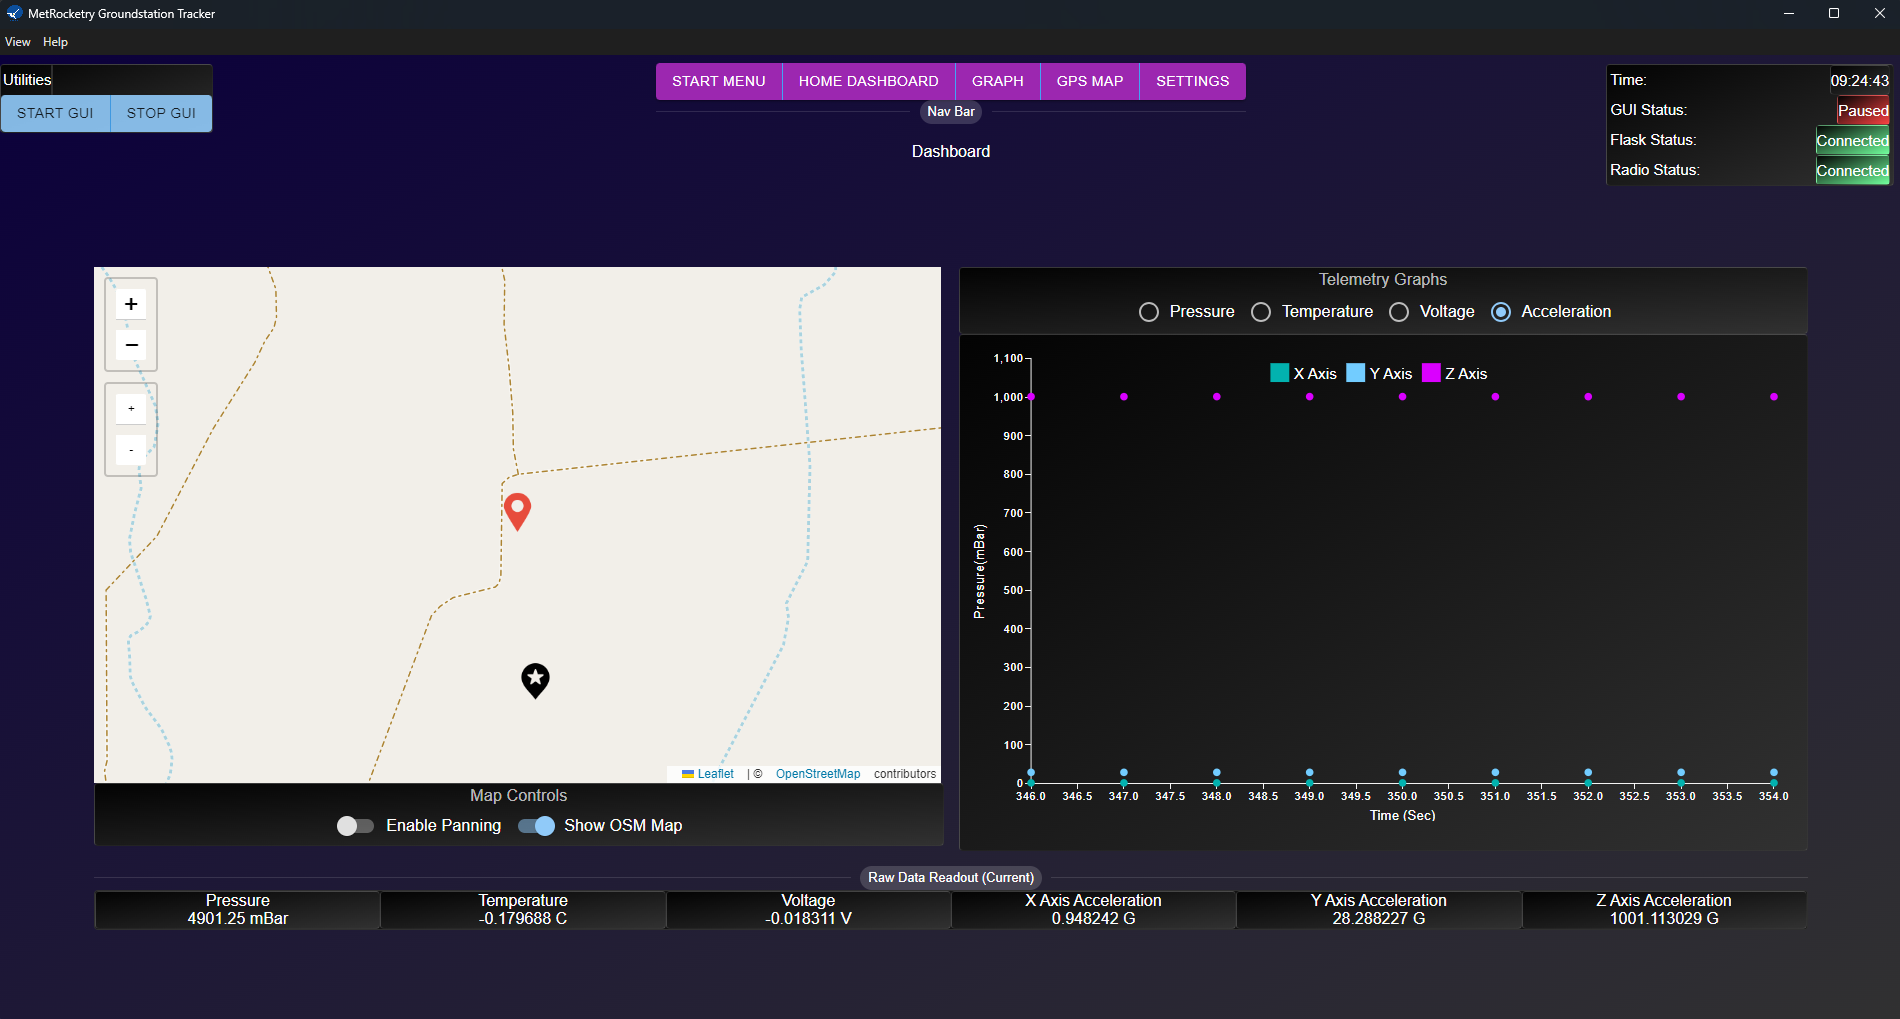 MetRocketry Groundstation Tracker
View Help
Utilities
START GUI STOP GUI
START MENU HOME DASHBOARD GRAPH GPS MAP SETTINGS
Nav Bar
Dashboard
Time: 09:24:43
GUI Status: Paused
Flask Status: Connected
Radio Status: Connected
+
−
+
-
Leaflet | © OpenStreetMap contributors
Map Controls
Enable Panning Show OSM Map
Telemetry Graphs
Pressure Temperature Voltage Acceleration
X Axis Y Axis Z Axis
1,100
1,000
900
800
700
600
500
400
300
200
100
0
Pressure(mBar)
346.0 346.5 347.0 347.5 348.0 348.5 349.0 349.5 350.0 350.5 351.0 351.5 352.0 352.5 353.0 353.5 354.0
Time (Sec)
Raw Data Readout (Current)
Pressure Temperature Voltage X Axis Acceleration Y Axis Acceleration Z Axis Acceleration
4901.25 mBar -0.179688 C -0.018311 V 0.948242 G 28.288227 G 1001.113029 G